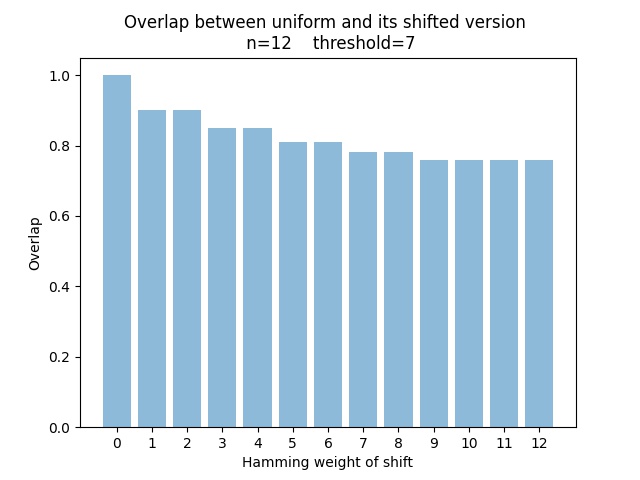 Overlap between uniform and its shifted version
n=12    threshold=7
1.0
0.8
0.6
0.4
0.2
0.0
Overlap
0 1 2 3 4 5 6 7 8 9 10 11 12
Hamming weight of shift